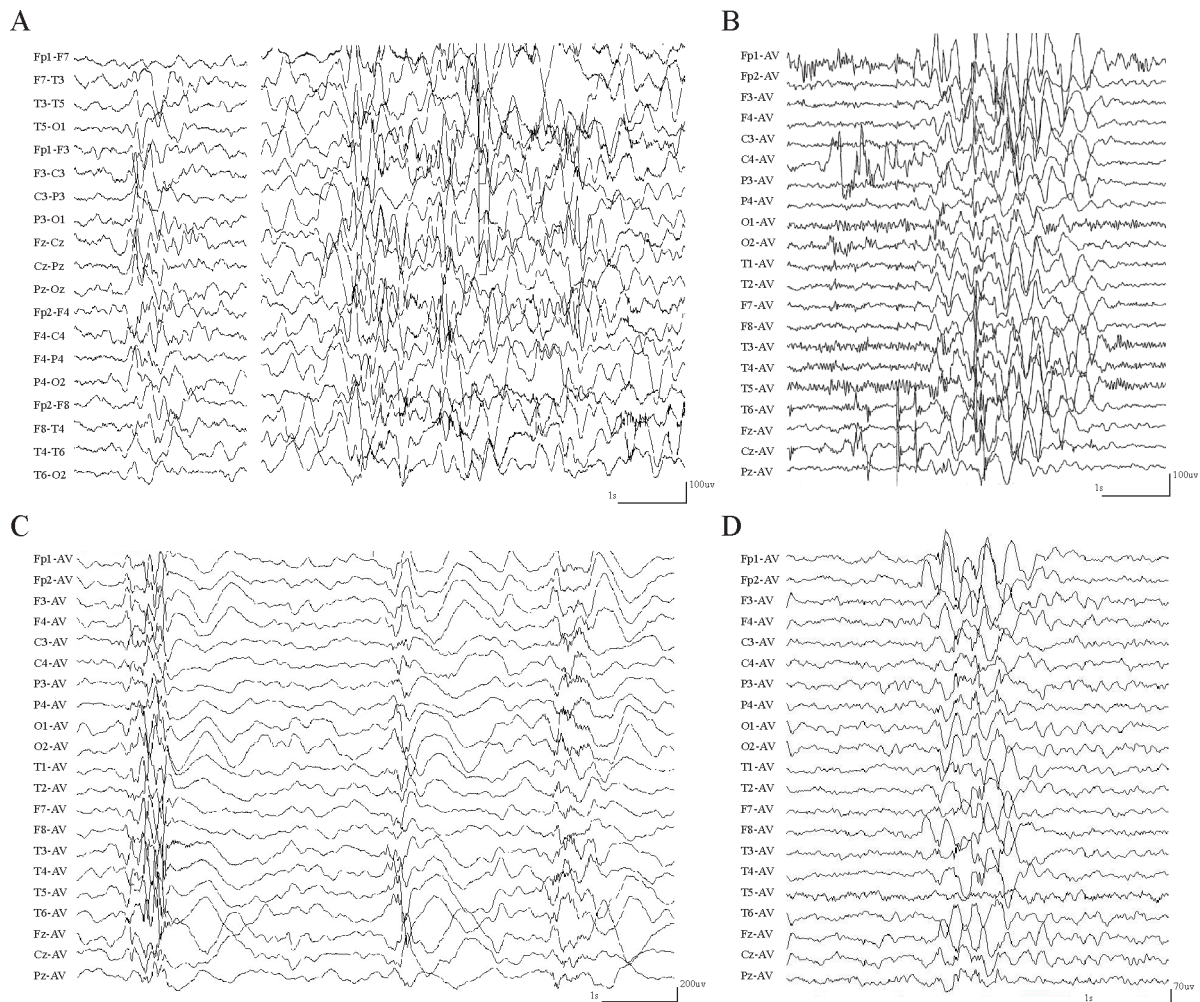 A
Fp1-F7
F7-T3
T3-T5
T5-O1
Fp1-F3
F3-C3
C3-P3
P3-O1
Fz-Cz
Cz-Pz
Pz-Oz
Fp2-F4
F4-C4
F4-P4
P4-O2
Fp2-F8
F8-T4
T4-T6
T6-O2
1s
100uv
B
Fp1-AV
Fp2-AV
F3-AV
F4-AV
C3-AV
C4-AV
P3-AV
P4-AV
O1-AV
O2-AV
T1-AV
T2-AV
F7-AV
F8-AV
T3-AV
T4-AV
T5-AV
T6-AV
Fz-AV
Cz-AV
Pz-AV
1s
100uv
C
Fp1-AV
Fp2-AV
F3-AV
F4-AV
C3-AV
C4-AV
P3-AV
P4-AV
O1-AV
O2-AV
T1-AV
T2-AV
F7-AV
F8-AV
T3-AV
T4-AV
T5-AV
T6-AV
Fz-AV
Cz-AV
Pz-AV
1s
200uv
D
Fp1-AV
Fp2-AV
F3-AV
F4-AV
C3-AV
C4-AV
P3-AV
P4-AV
O1-AV
O2-AV
T1-AV
T2-AV
F7-AV
F8-AV
T3-AV
T4-AV
T5-AV
T6-AV
Fz-AV
Cz-AV
Pz-AV
1s
70uv